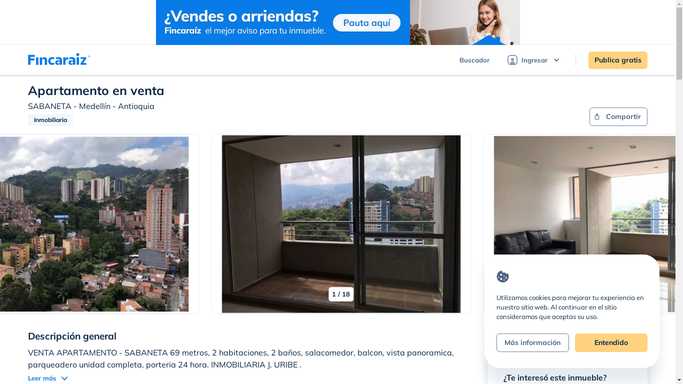 ¿Vendes o arriendas?
Fincaraíz el mejor aviso para tu inmueble.
Pauta aquí
Fincaraíz
Buscador
Ingresar
Publica gratis
Apartamento en venta
SABANETA - Medellín - Antioquia
Inmobiliaria
Compartir
1 / 18
Utilizamos cookies para mejorar tu experiencia en
nuestro sitio web. Al continuar en el sitio
consideramos que aceptas su uso.
Más información
Entendido
Descripción general
VENTA APARTAMENTO - SABANETA 69 metros, 2 habitaciones, 2 baños, salacomedor, balcon, vista panoramica,
parqueadero unidad completa, porteria 24 hora. INMOBILIARIA J. URIBE .
Leer más
¿Te interesó este inmueble?